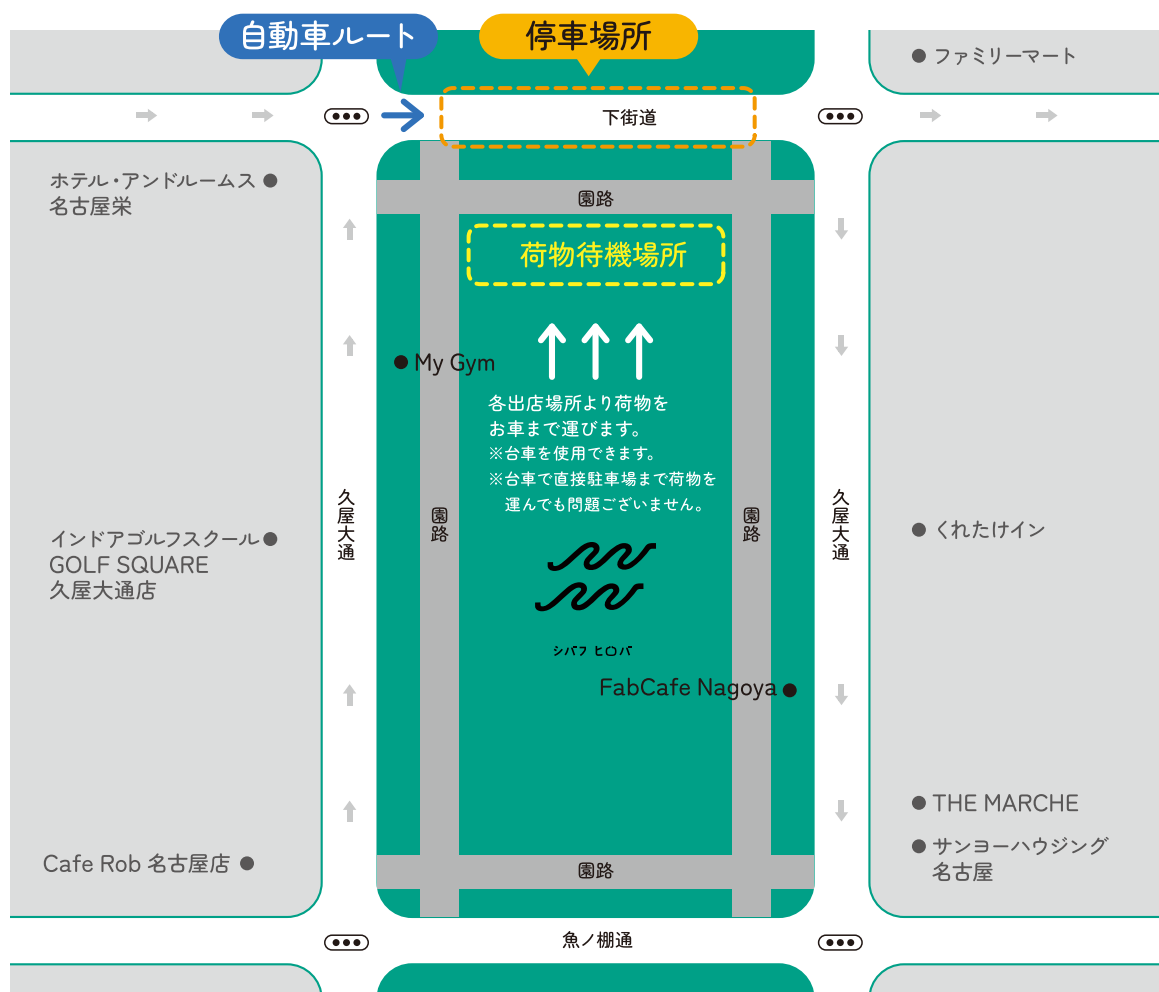 自動車ルート
停車場所
ファミリーマート
下街道
ホテル・アンドルームス
名古屋栄
園路
荷物待機場所
My Gym
各出店場所より荷物を
お車まで運びます。
※台車を使用できます。
※台車で直接駐車場まで荷物を
運んでも問題ございません。
久屋大通
園路
園路
久屋大通
インドアゴルフスクール
GOLF SQUARE
久屋大通店
くれたけイン
シバフ ヒロバ
FabCafe Nagoya
THE MARCHE
サンヨーハウジング
名古屋
Cafe Rob 名古屋店
園路
魚ノ棚通